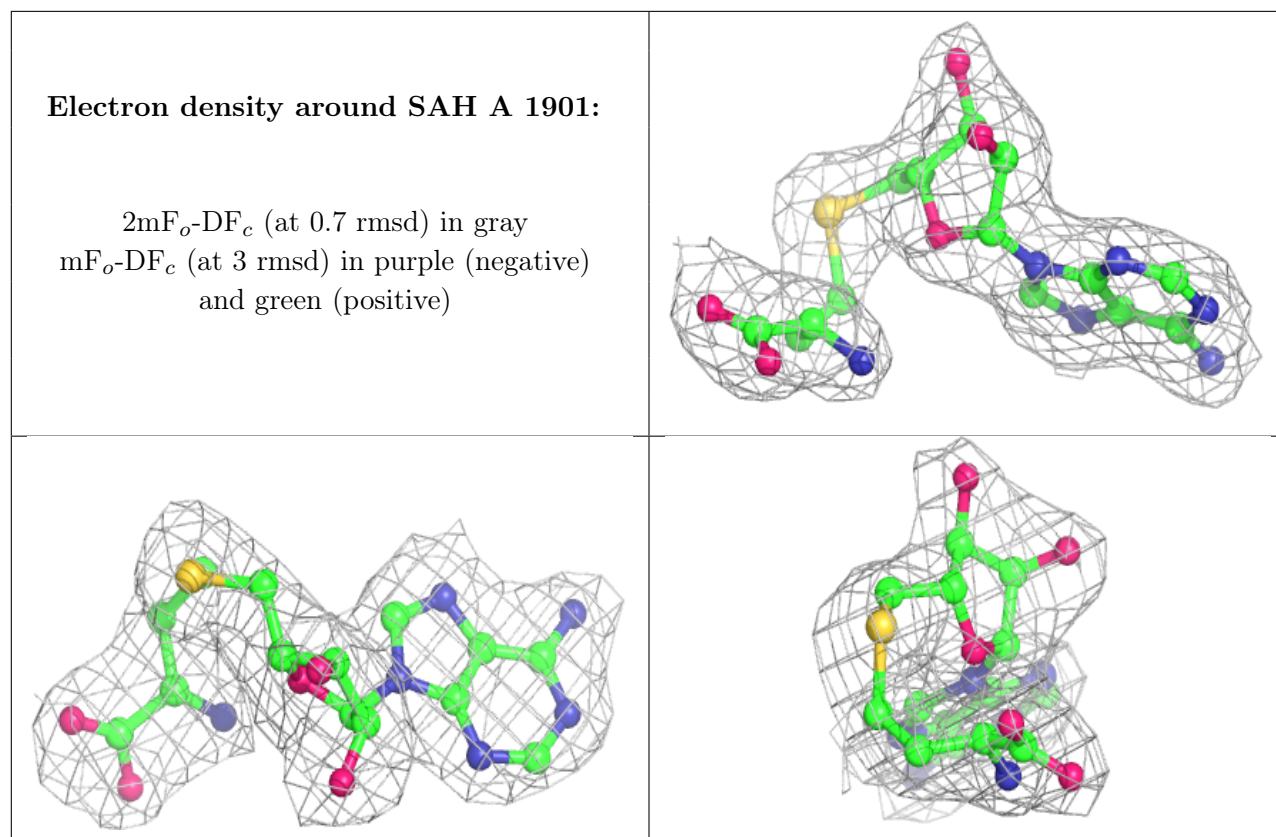 Electron density around SAH A 1901:
2mFo-DFc (at 0.7 rmsd) in gray
mFo-DFc (at 3 rmsd) in purple (negative)
and green (positive)